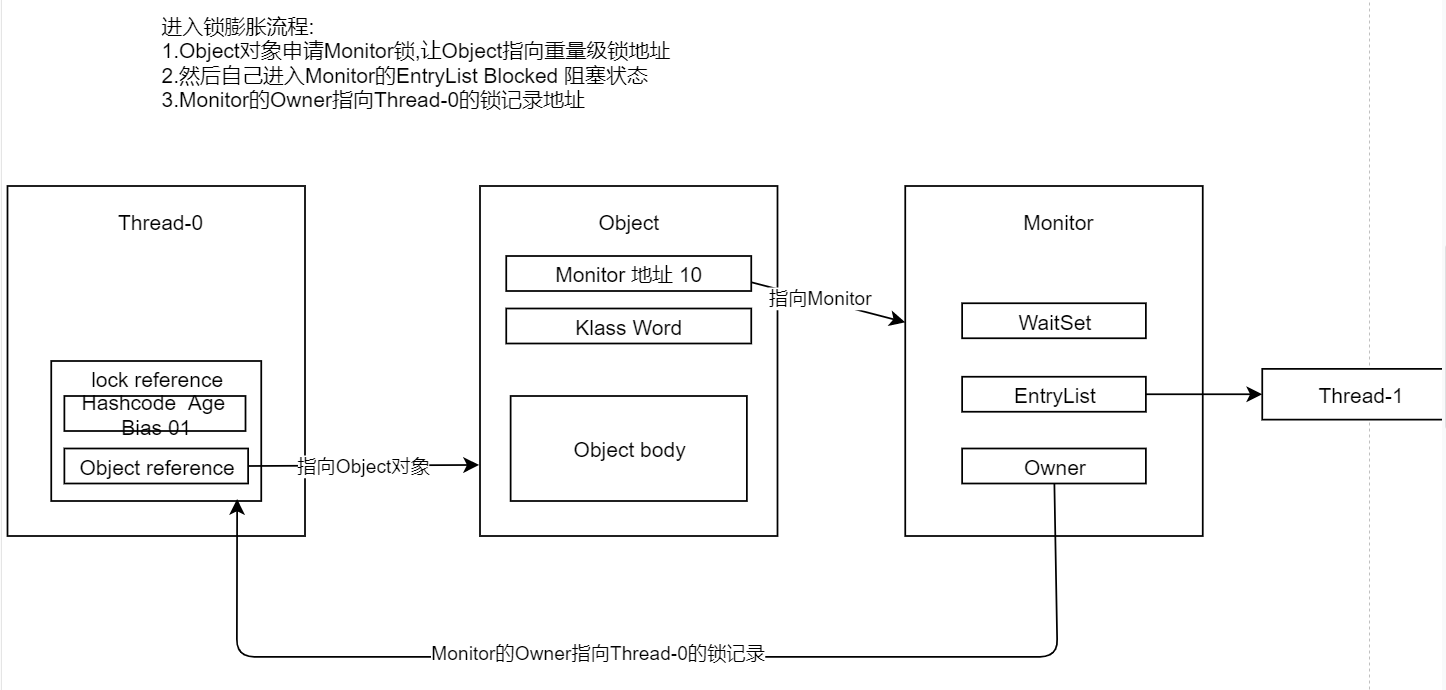 进入锁膨胀流程:
1.Object对象申请Monitor锁,让Object指向重量级锁地址
2.然后自己进入Monitor的EntryList Blocked 阻塞状态
3.Monitor的Owner指向Thread-0的锁记录地址
Thread-0
lock reference
Hashcode Age
Bias 01
Object reference
指向Object对象
Object
Monitor 地址 10
Klass Word
Object body
指向Monitor
Monitor
WaitSet
EntryList
Owner
Thread-1
Monitor的Owner指向Thread-0的锁记录